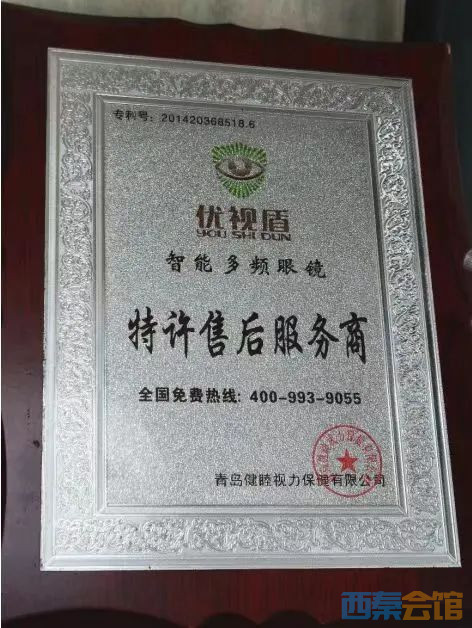 专利号：201420368518.6
优视盾
YOU SHI DUN
智能多频眼镜
特许售后服务商
全国免费热线：400-993-9055
青岛健睦视力保健有限公司
西秦会馆